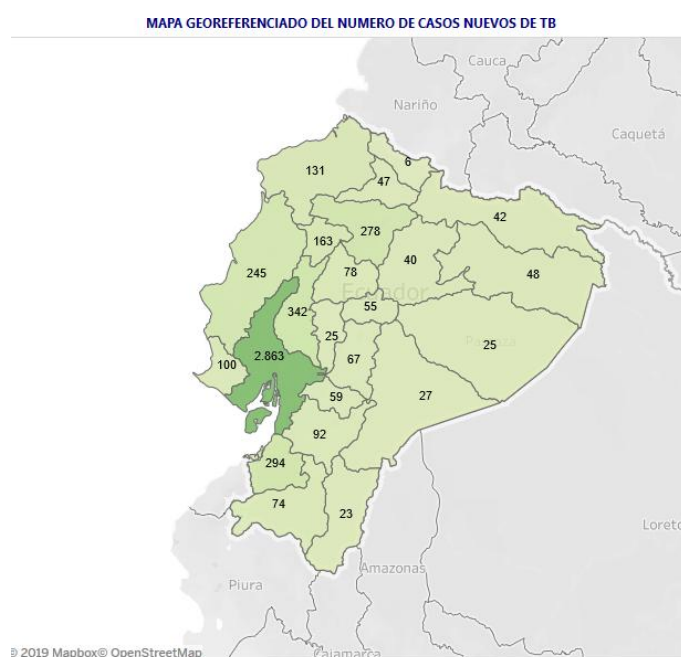 MAPA GEOREFERENCIADO DEL NUMERO DE CASOS NUEVOS DE TB
Cauca
Nariño
Caquetá
6
131
47
42
278
163
40
245
78
48
Ecuador
55
342
25
25
2.863
67
100
59
27
92
294
74
23
Loreto
Amazonas
Piura
Cajamarca
© 2019 Mapbox© OpenStreetMap